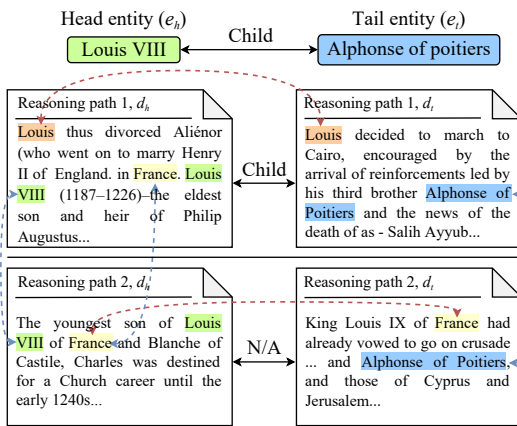 Head entity (e_h)
Tail entity (e_t)
Louis VIII
Child
Alphonse of poitiers
Reasoning path 1, d_h
Louis thus divorced Aliénor
(who went on to marry Henry
II of England. in France. Louis
VIII (1187–1226)–the eldest
son and heir of Philip
Augustus...
Child
Reasoning path 1, d_t
Louis decided to march to
Cairo, encouraged by the
arrival of reinforcements led by
his third brother Alphonse of
Poitiers and the news of the
death of as - Salih Ayyub...
Reasoning path 2, d_h
The youngest son of Louis
VIII of France and Blanche of
Castile, Charles was destined
for a Church career until the
early 1240s...
N/A
Reasoning path 2, d_t
King Louis IX of France had
already vowed to go on crusade
... and Alphonse of Poitiers,
and those of Cyprus and
Jerusalem...